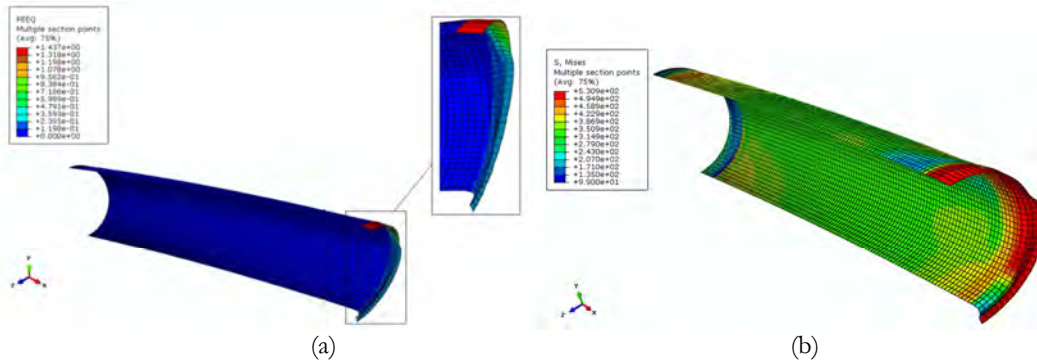 PEEQ
Multiple section points
(Avg: 75%)
+1.437e+00
+1.318e+00
+1.198e+00
+1.078e+00
+9.582e-01
+8.384e-01
+7.186e-01
+5.989e-01
+4.791e-01
+3.593e-01
+2.395e-01
+1.198e-01
+0.000e+00
Y
Z
X
(a)
S, Mises
Multiple section points
(Avg: 75%)
+5.309e+02
+4.949e+02
+4.589e+02
+4.229e+02
+3.869e+02
+3.509e+02
+3.149e+02
+2.790e+02
+2.430e+02
+2.070e+02
+1.710e+02
+1.350e+02
+9.900e+01
Y
Z
X
(b)